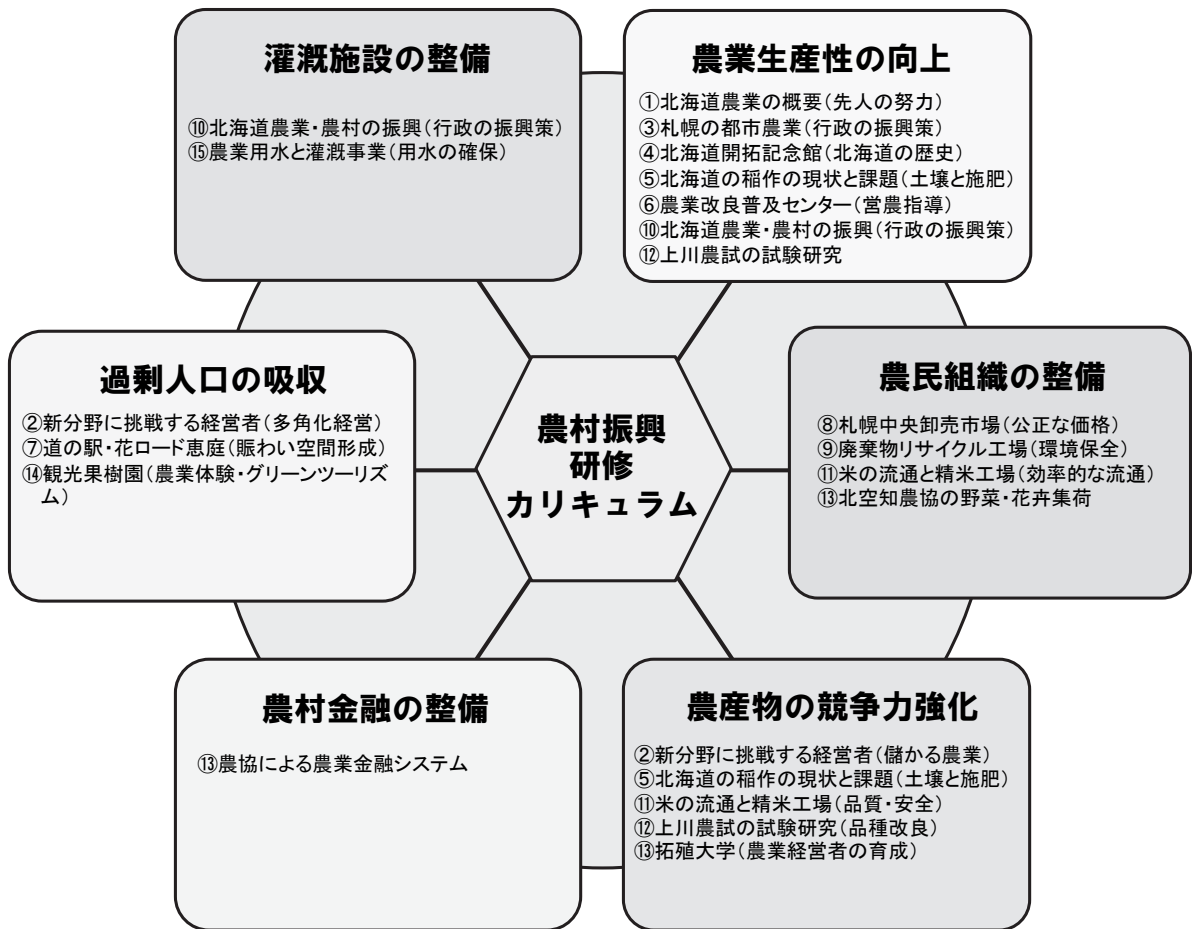 灌漑施設の整備
⑩北海道農業・農村の振興(行政の振興策)
⑮農業用水と灌漑事業(用水の確保)
農業生産性の向上
①北海道農業の概要(先人の努力)
③札幌の都市農業(行政の振興策)
④北海道開拓記念館(北海道の歴史)
⑤北海道の稲作の現状と課題(土壌と施肥)
⑥農業改良普及センター(営農指導)
⑩北海道農業・農村の振興(行政の振興策)
⑫上川農試の試験研究
過剰人口の吸収
②新分野に挑戦する経営者(多角化経営)
⑦道の駅・花ロード恵庭(賑わい空間形成)
⑭観光果樹園(農業体験・グリーンツーリズ
ム)
農村振興
研修
カリキュラム
農民組織の整備
⑧札幌中央卸売市場(公正な価格)
⑨廃棄物リサイクル工場(環境保全)
⑪米の流通と精米工場(効率的な流通)
⑬北空知農協の野菜・花卉集荷
農村金融の整備
⑬農協による農業金融システム
農産物の競争力強化
②新分野に挑戦する経営者(儲かる農業)
⑤北海道の稲作の現状と課題(土壌と施肥)
⑪米の流通と精米工場(品質・安全)
⑫上川農試の試験研究(品種改良)
⑬拓殖大学(農業経営者の育成)